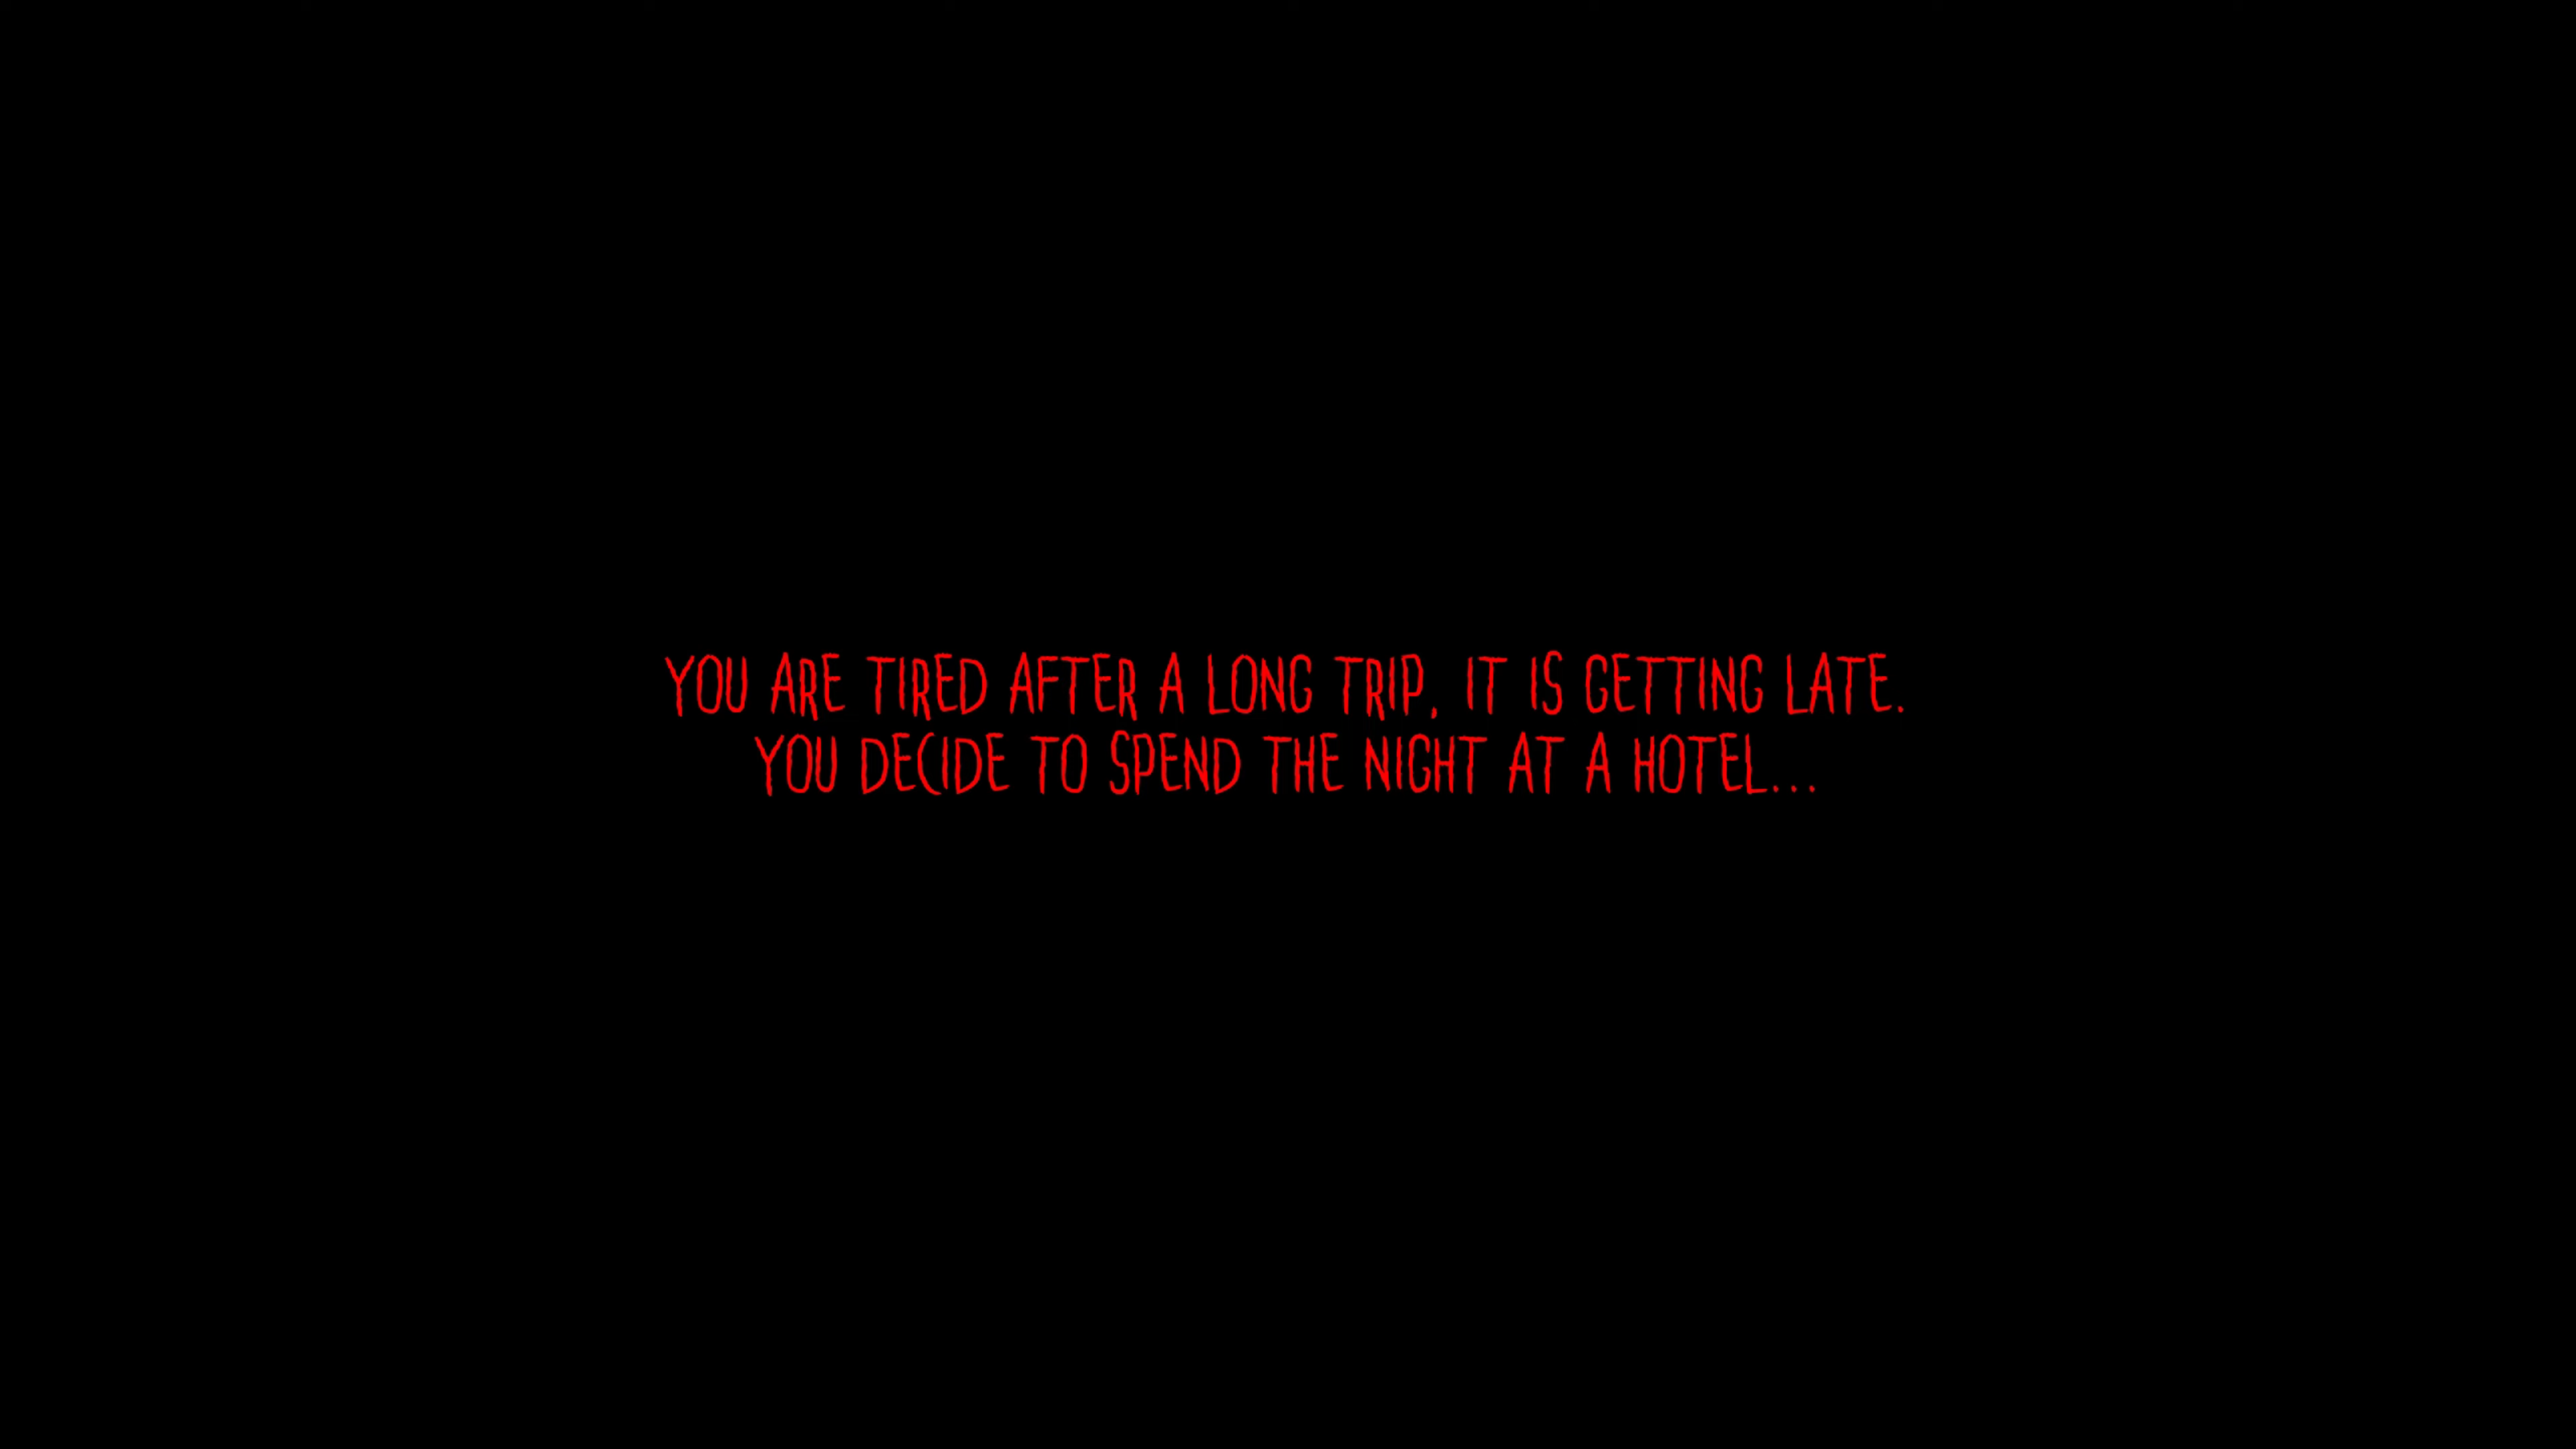 YOU ARE TIRED AFTER A LONG TRIP, IT IS GETTING LATE.
YOU DECIDE TO SPEND THE NIGHT AT A HOTEL...